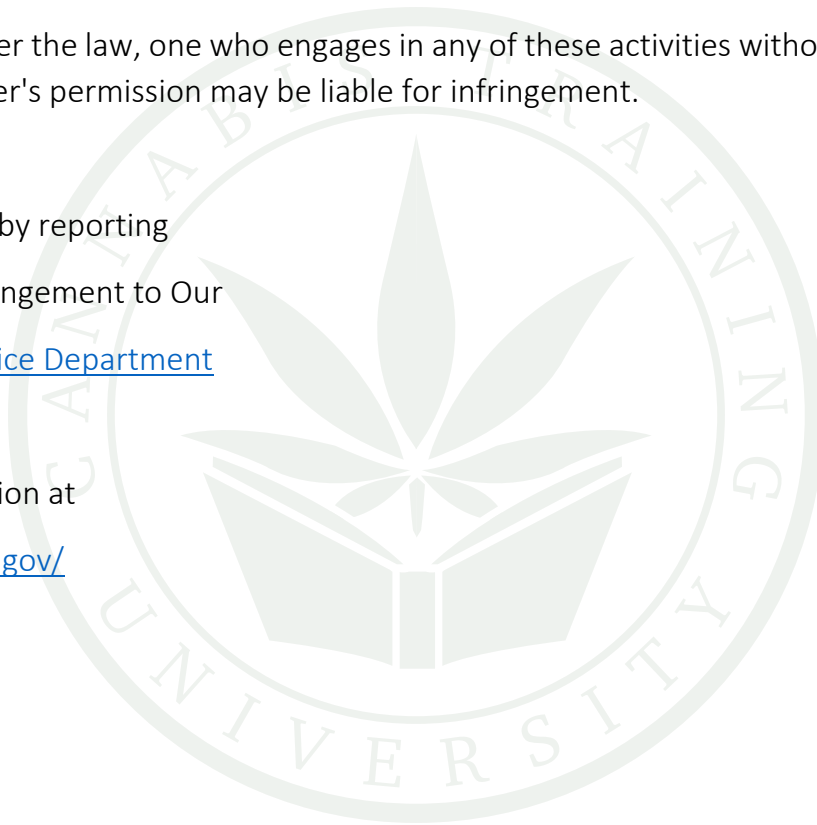 er the law, one who engages in any of these activities witho
er's permission may be liable for infringement.
by reporting
ngement to Our
ice Department
ion at
gov/
CANNABIS TRAINING
UNIVERSITY